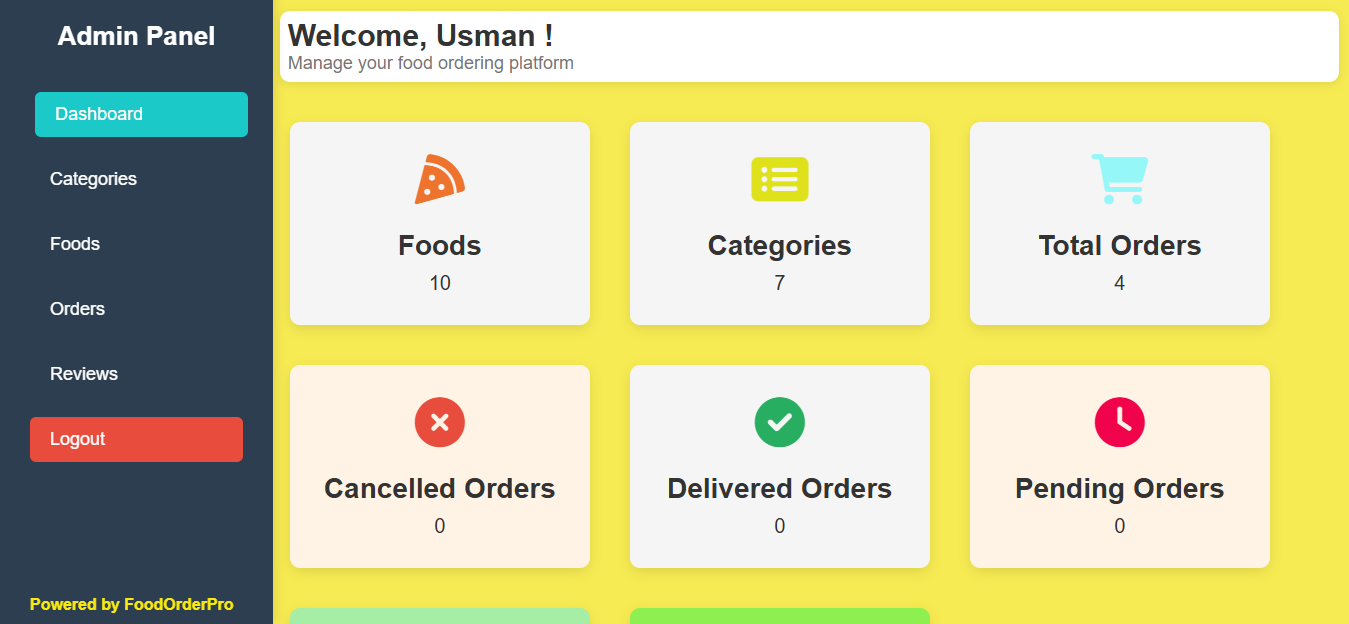 Admin Panel
Dashboard
Categories
Foods
Orders
Reviews
Logout
Powered by FoodOrderPro
Welcome, Usman !
Manage your food ordering platform
Foods
10
Categories
7
Total Orders
4
Cancelled Orders
0
Delivered Orders
0
Pending Orders
0